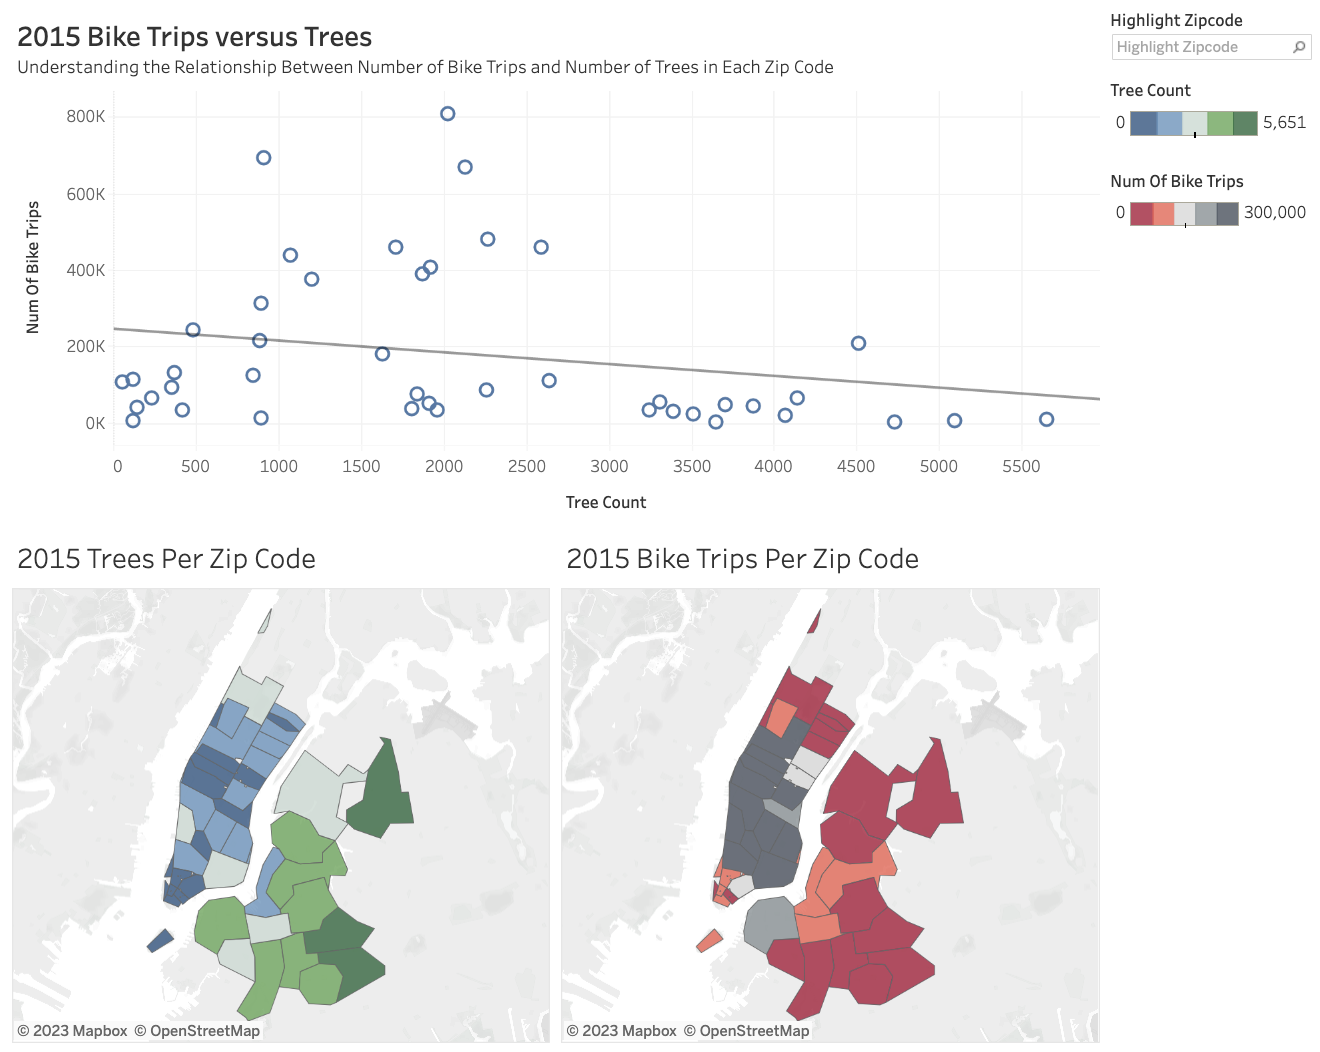 2015 Bike Trips versus Trees
Understanding the Relationship Between Number of Bike Trips and Number of Trees in Each Zip Code
Num Of Bike Trips
800K
600K
400K
200K
0K
0 500 1000 1500 2000 2500 3000 3500 4000 4500 5000 5500
Tree Count
Highlight Zipcode
Highlight Zipcode
Tree Count
0 5,651
Num Of Bike Trips
0 300,000
2015 Trees Per Zip Code
© 2023 Mapbox © OpenStreetMap
2015 Bike Trips Per Zip Code
© 2023 Mapbox © OpenStreetMap